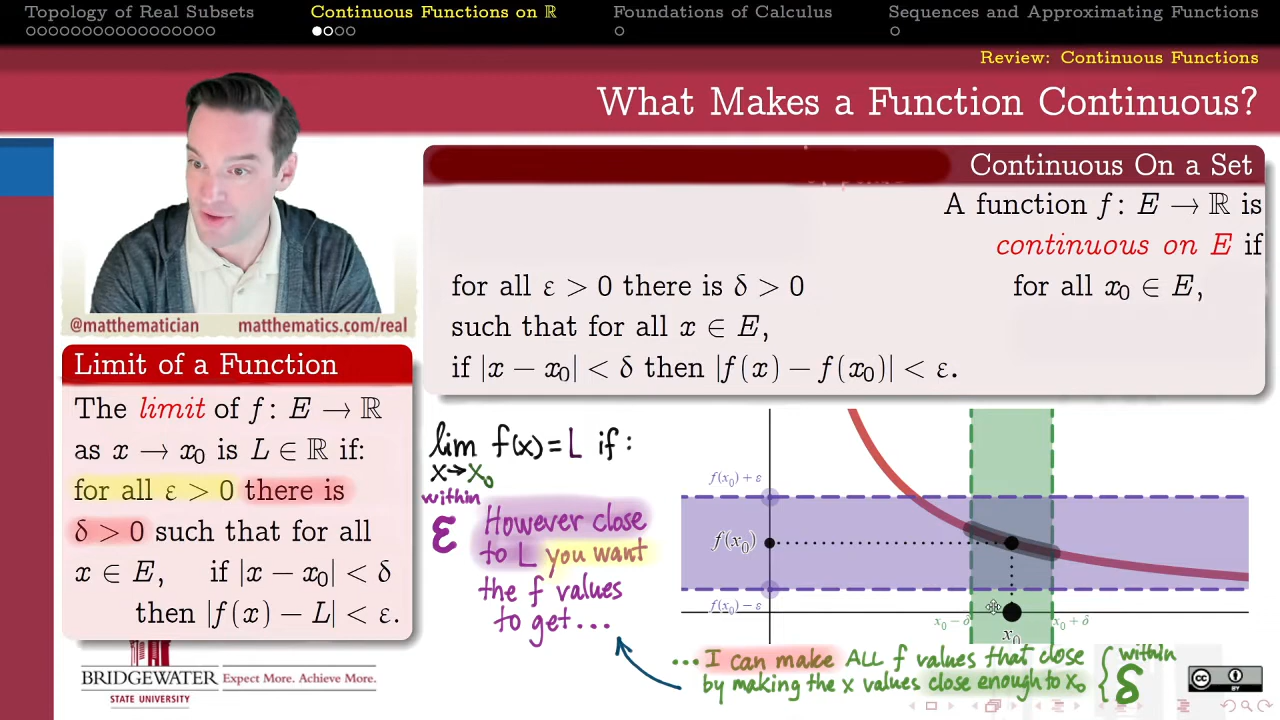 Topology of Real Subsets
Continuous Functions on ℝ
Foundations of Calculus
Sequences and Approximating Functions
Review: Continuous Functions
What Makes a Function Continuous?
@matthematician matthematics.com/real
Limit of a Function
The limit of f: E → ℝ
as x → x₀ is L ∈ ℝ if:
for all ε > 0 there is
δ > 0 such that for all
x ∈ E, if |x − x₀| < δ
then |f(x) − L| < ε.
BRIDGEWATER
STATE UNIVERSITY
Expect More. Achieve More.
Continuous On a Set
A function f: E → ℝ is
continuous on E if
for all ε > 0 there is δ > 0 for all x₀ ∈ E,
such that for all x ∈ E,
if |x − x₀| < δ then |f(x) − f(x₀)| < ε.
lim f(x) = L if:
x→x₀
within
ε
However close
to L you want
the f values
to get...
f(x₀) + ε
f(x₀)
f(x₀) − ε
x₀ − δ
x₀
x₀ + δ
...I can make ALL f values that close
by making the x values close enough to x₀
{within
δ
cc
BY